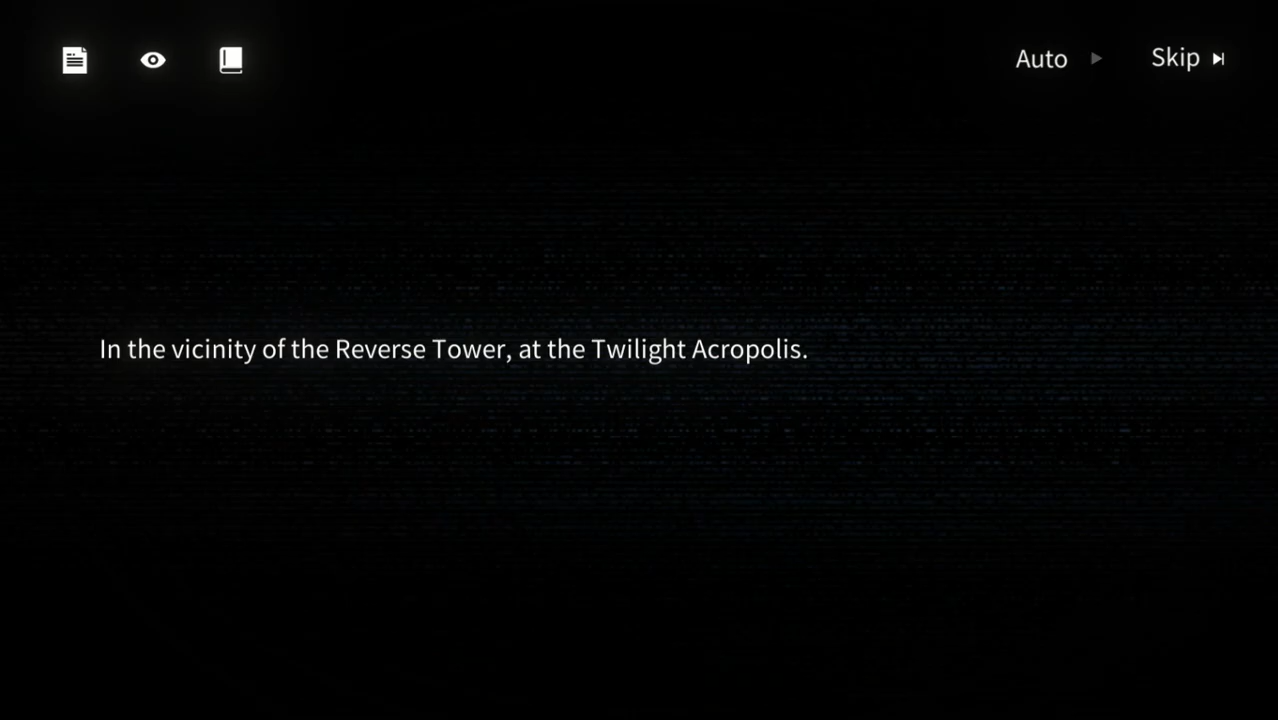 Auto
Skip
In the vicinity of the Reverse Tower, at the Twilight Acropolis.